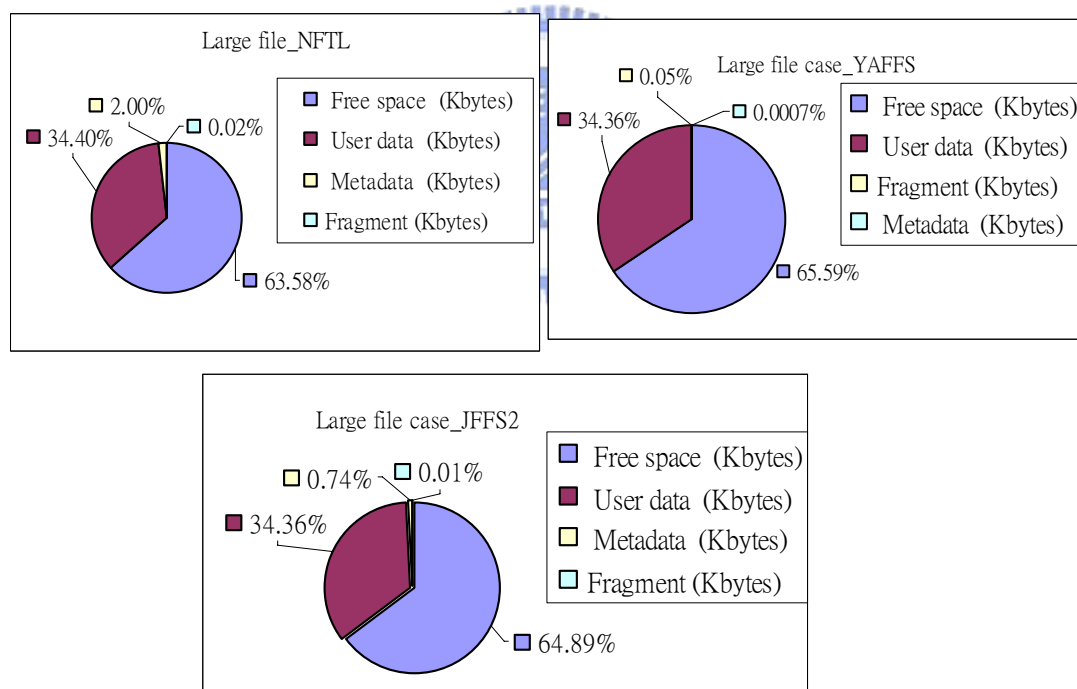 Large file_NFTL
2.00%
0.02%
34.40%
63.58%
Free space (Kbytes)
User data (Kbytes)
Metadata (Kbytes)
Fragment (Kbytes)
Large file case_YAFFS
0.05%
0.0007%
34.36%
65.59%
Free space (Kbytes)
User data (Kbytes)
Fragment (Kbytes)
Metadata (Kbytes)
Large file case_JFFS2
0.74%
0.01%
34.36%
64.89%
Free space (Kbytes)
User data (Kbytes)
Metadata (Kbytes)
Fragment (Kbytes)